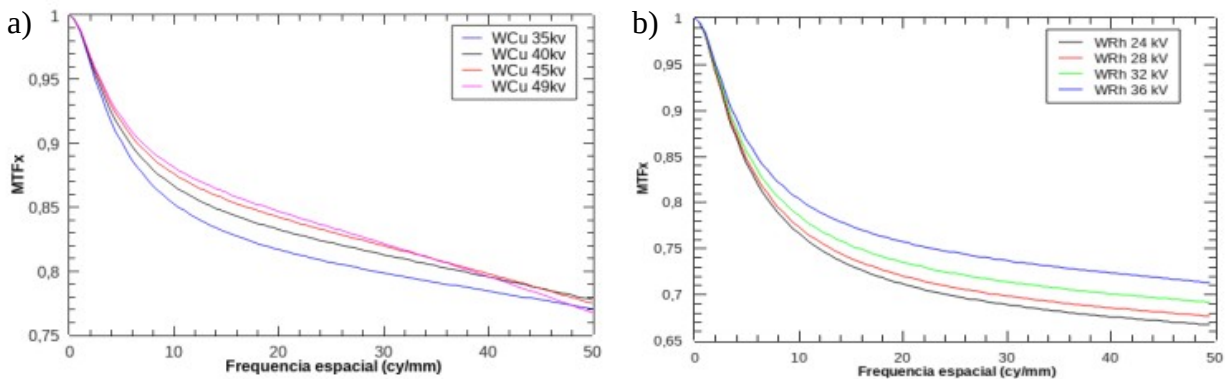 a)
1
0,95
0,9
0,85
0,8
0,75
MTFx
WCu 35kv
WCu 40kv
WCu 45kv
WCu 49kv
0
10
20
30
40
50
Frequencia espacial (cy/mm)
b)
1
0,95
0,9
0,85
0,8
0,75
0,7
0,65
MTFx
WRh 24 kV
WRh 28 kV
WRh 32 kV
WRh 36 kV
0
10
20
30
40
50
Frequencia espacial (cy/mm)